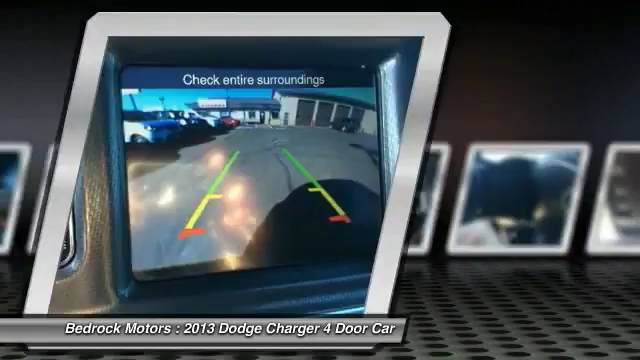 Check entire surroundings
Bedrock Motors : 2013 Dodge Charger 4 Door Car